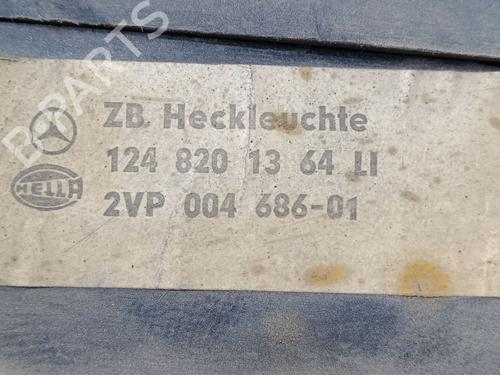 B-PARTS
ZB. Heckleuchte
124 820 13 64 LI
HELLA
2VP 004 686-01